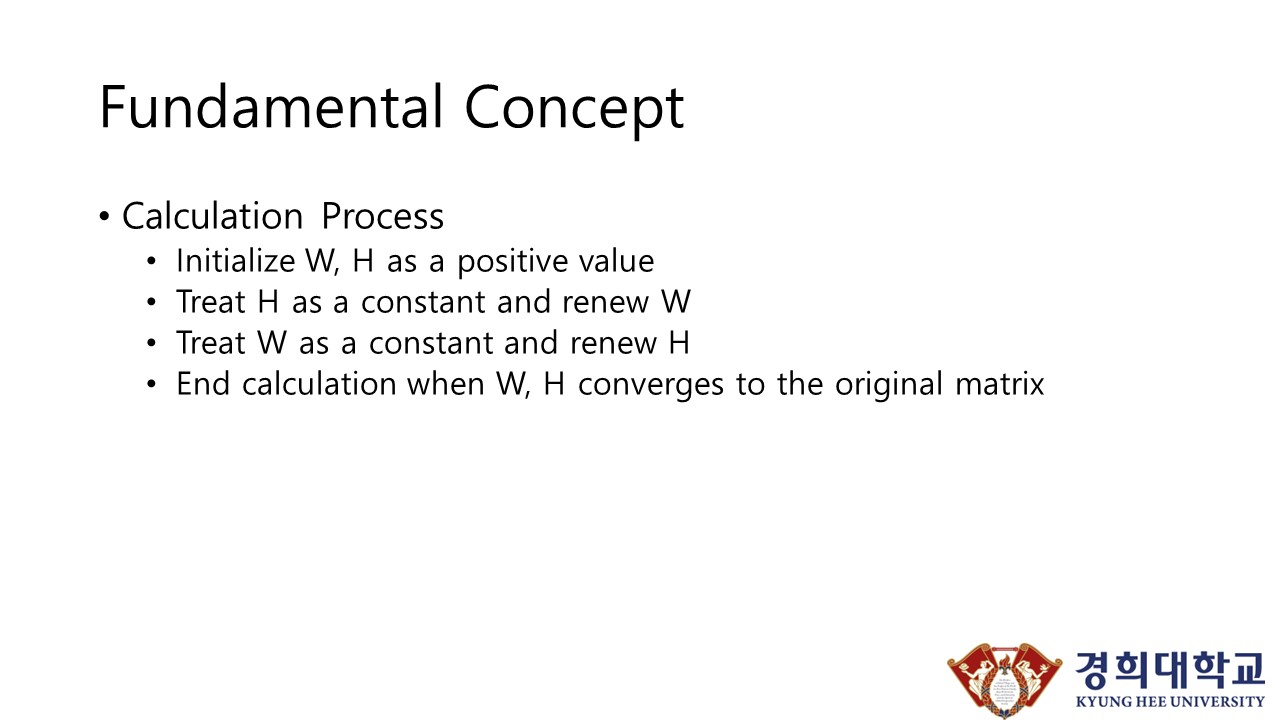 Fundamental Concept
• Calculation Process
• Initialize W, H as a positive value
• Treat H as a constant and renew W
• Treat W as a constant and renew H
• End calculation when W, H converges to the original matrix
경희대학교
KYUNG HEE UNIVERSITY